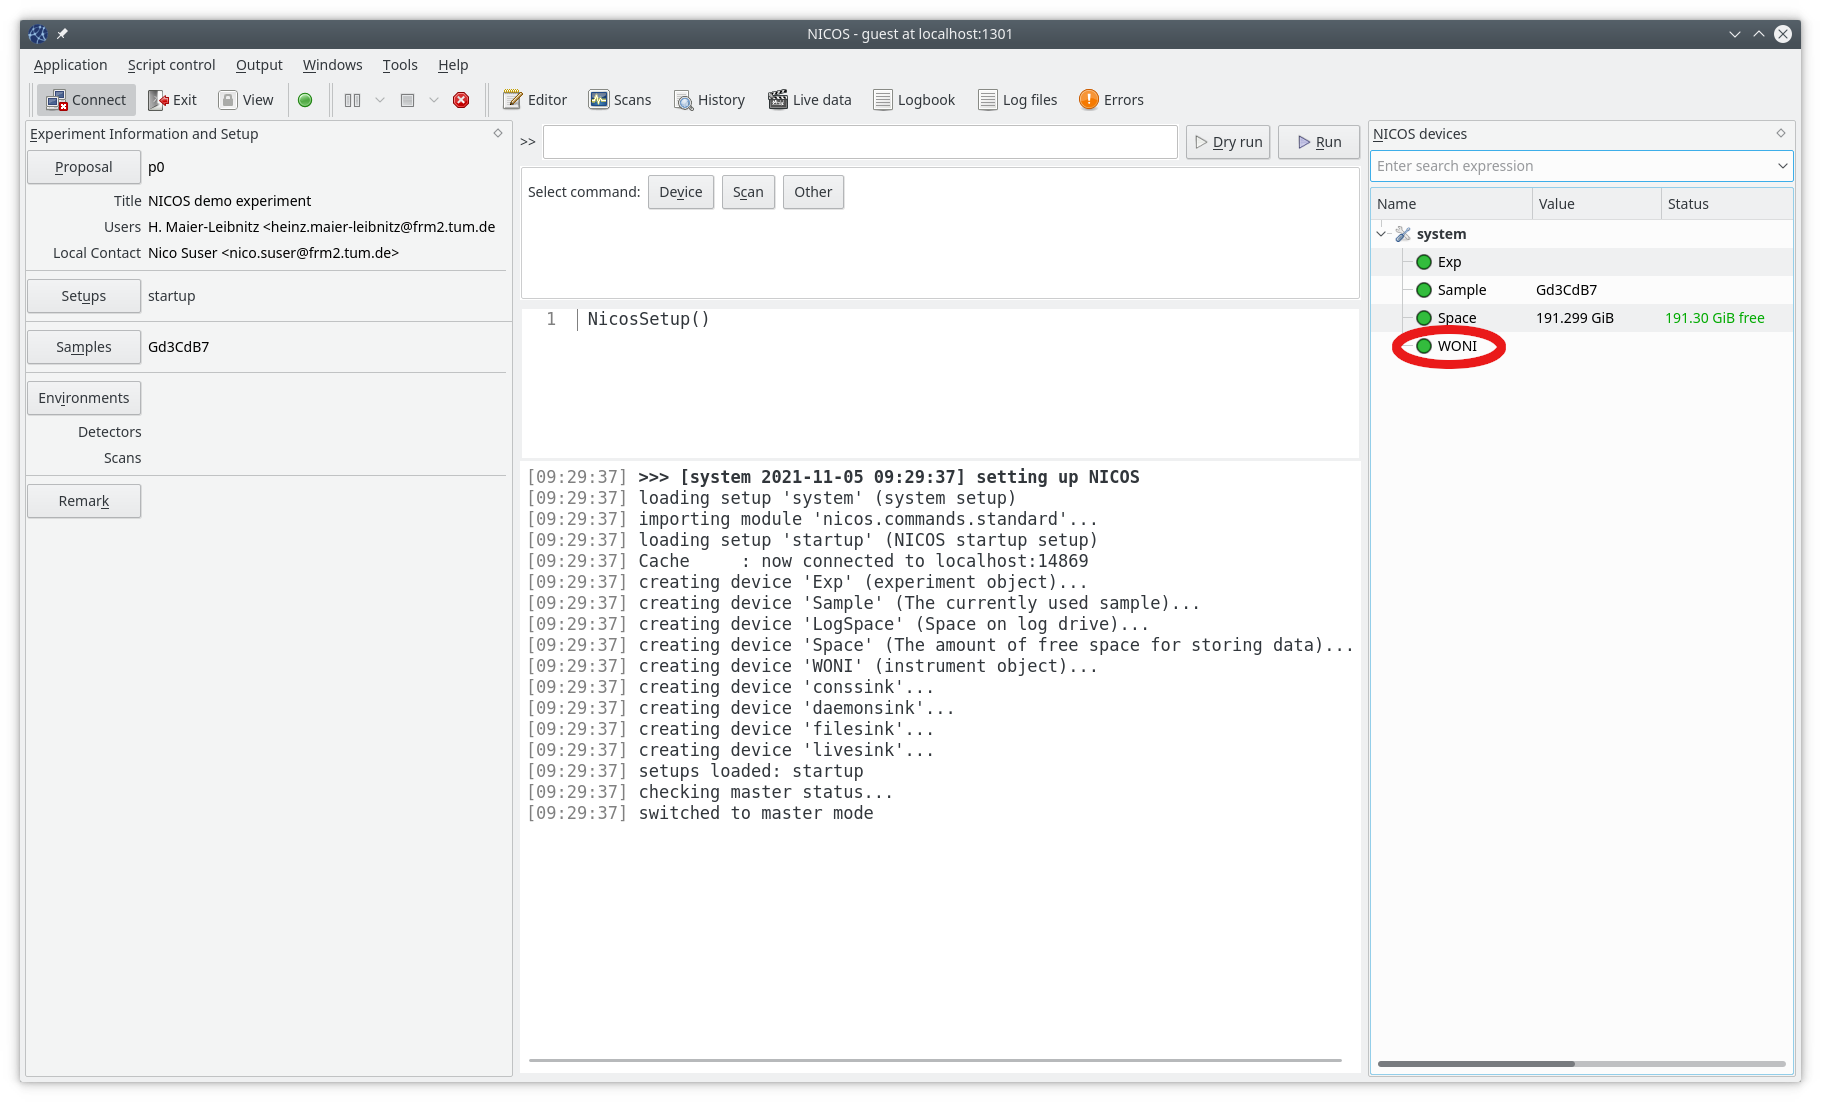 NICOS - guest at localhost:1301
Application Script control Output Windows Tools Help
Connect Exit View Editor Scans History Live data Logbook Log files Errors
Experiment Information and Setup
Proposal p0
Title NICOS demo experiment
Users H. Maier-Leibnitz <heinz.maier-leibnitz@frm2.tum.de
Local Contact Nico Suser <nico.suser@frm2.tum.de>
Setups startup
Samples Gd3CdB7
Environments
Detectors
Scans
Remark
>> Dry run Run
Select command: Device Scan Other
1 NicosSetup()
[09:29:37] >>> [system 2021-11-05 09:29:37] setting up NICOS
[09:29:37] loading setup 'system' (system setup)
[09:29:37] importing module 'nicos.commands.standard'...
[09:29:37] loading setup 'startup' (NICOS startup setup)
[09:29:37] Cache     : now connected to localhost:14869
[09:29:37] creating device 'Exp' (experiment object)...
[09:29:37] creating device 'Sample' (The currently used sample)...
[09:29:37] creating device 'LogSpace' (Space on log drive)...
[09:29:37] creating device 'Space' (The amount of free space for storing data)...
[09:29:37] creating device 'WONI' (instrument object)...
[09:29:37] creating device 'conssink'...
[09:29:37] creating device 'daemonsink'...
[09:29:37] creating device 'filesink'...
[09:29:37] creating device 'livesink'...
[09:29:37] setups loaded: startup
[09:29:37] checking master status...
[09:29:37] switched to master mode
NICOS devices
Enter search expression
Name Value Status
system
Exp
Sample Gd3CdB7
Space 191.299 GiB 191.30 GiB free
WONI